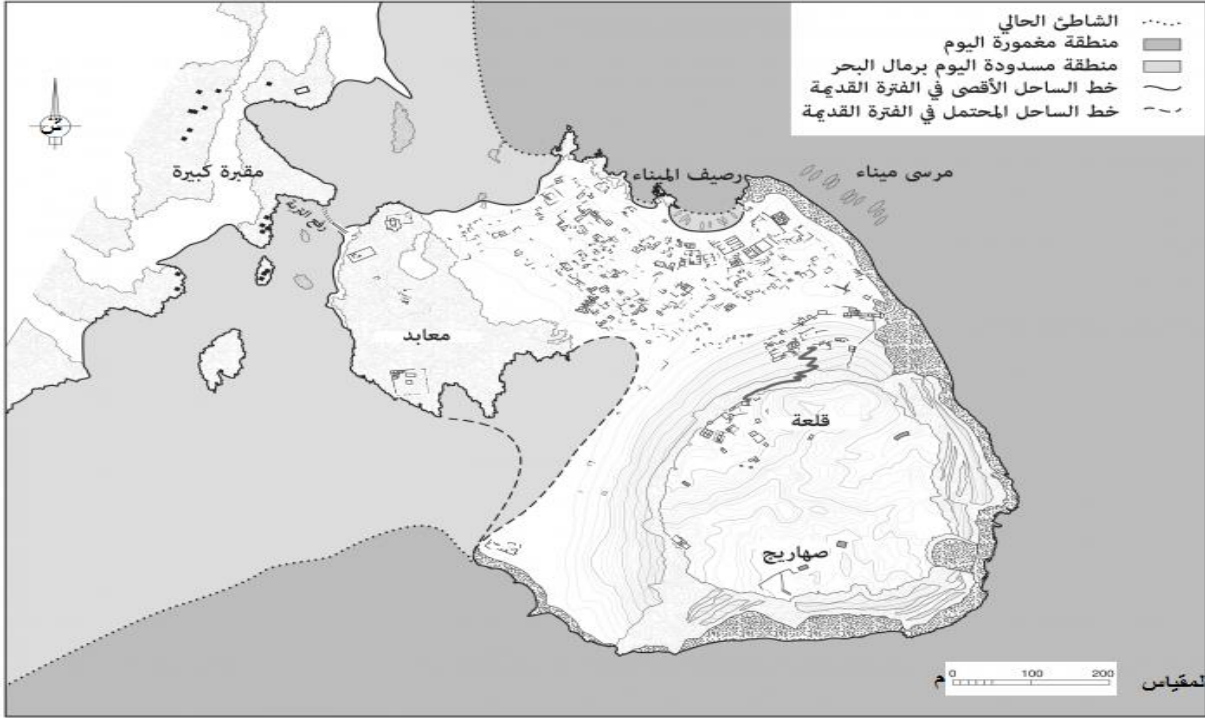 الشاطئ الحالي
منطقة مغمورة اليوم
منطقة مسدودة اليوم برمال البحر
خط الساحل الأقصى في الفترة القديمة
خط الساحل المحتمل في الفترة القديمة
ش
مقبرة كبيرة
رصيف الميناء
مرسى ميناء
معابد
قلعة
صهاريج
المقياس 0 100 200 م